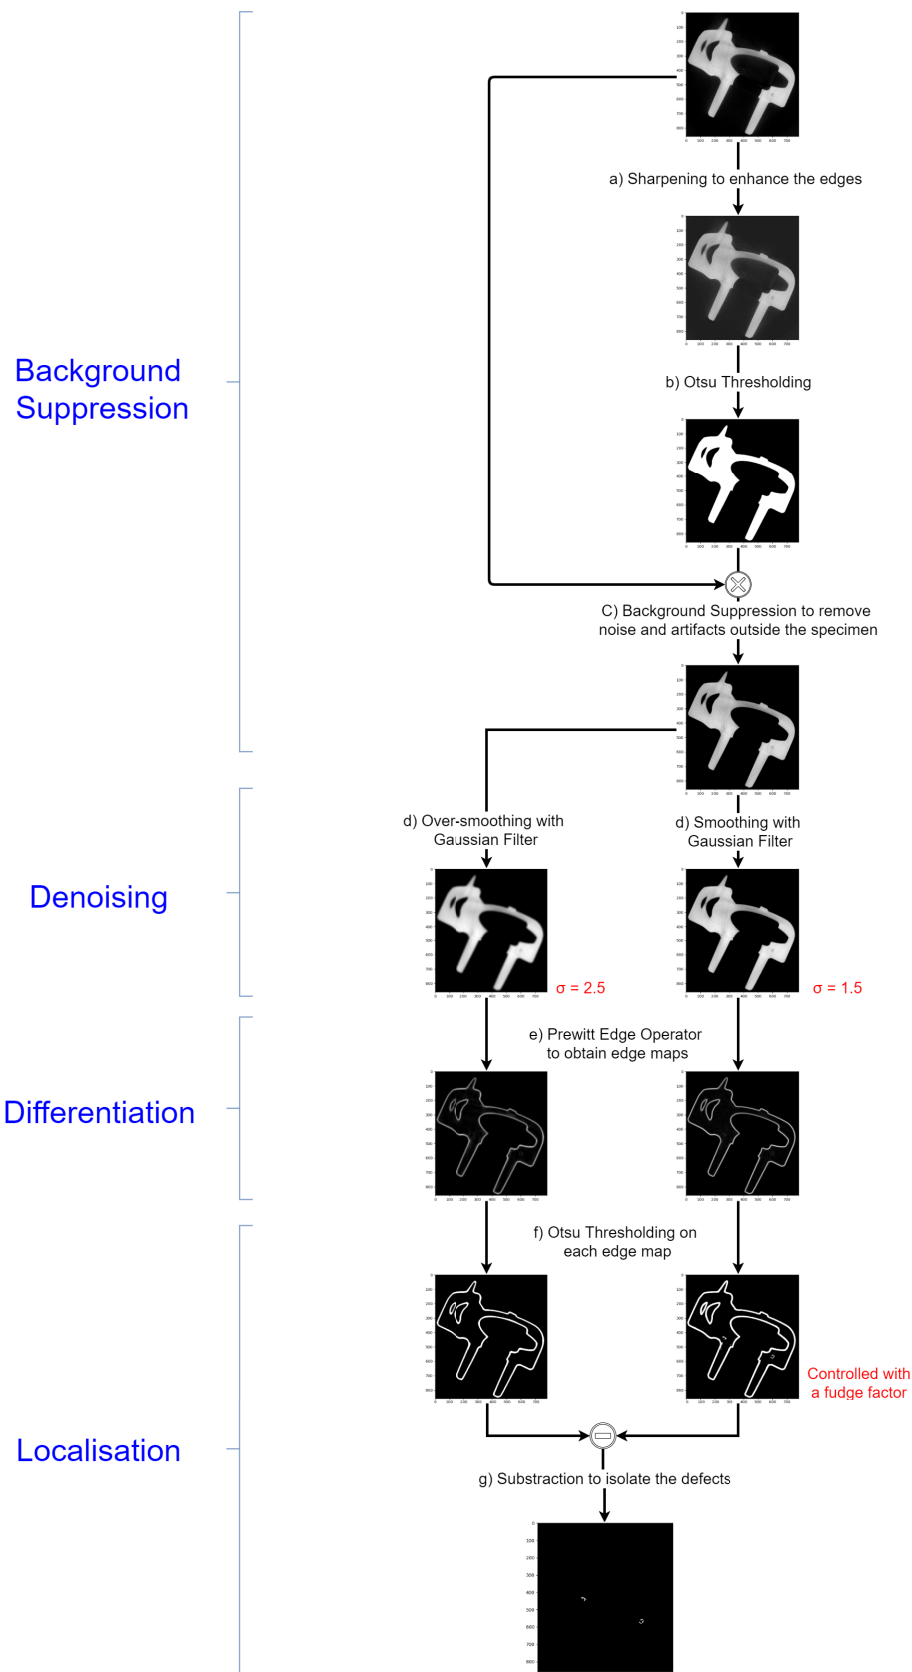 a) Sharpening to enhance the edges
b) Otsu Thresholding
Background
Suppression
C) Background Suppression to remove
noise and artifacts outside the specimen
d) Over-smoothing with
Gaussian Filter
d) Smoothing with
Gaussian Filter
Denoising
σ = 2.5
σ = 1.5
e) Prewitt Edge Operator
to obtain edge maps
Differentiation
f) Otsu Thresholding on
each edge map
Controlled with
a fudge factor
Localisation
g) Substraction to isolate the defects